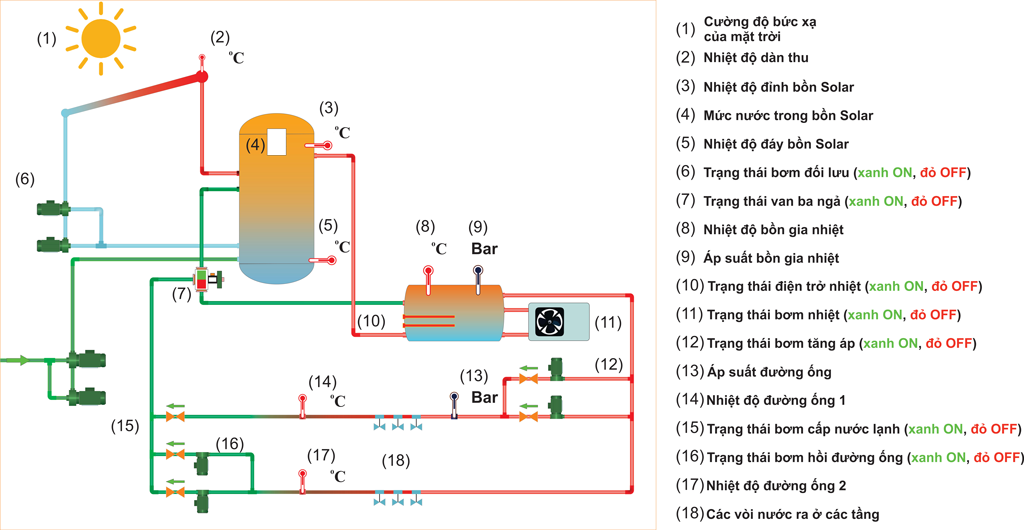 (1)
(2)
°C
(3)
°C
(4)
(5)
°C
(6)
(7)
(8)
°C
(9)
Bar
(10)
(11)
(12)
(13)
Bar
(14)
°C
(15)
(16)
(17)
°C
(18)
(1) Cường độ bức xạ
của mặt trời
(2) Nhiệt độ dàn thu
(3) Nhiệt độ đỉnh bồn Solar
(4) Mức nước trong bồn Solar
(5) Nhiệt độ đáy bồn Solar
(6) Trạng thái bơm đối lưu (xanh ON, đỏ OFF)
(7) Trạng thái van ba ngả (xanh ON, đỏ OFF)
(8) Nhiệt độ bồn gia nhiệt
(9) Áp suất bồn gia nhiệt
(10) Trạng thái điện trở nhiệt (xanh ON, đỏ OFF)
(11) Trạng thái bơm nhiệt (xanh ON, đỏ OFF)
(12) Trạng thái bơm tăng áp (xanh ON, đỏ OFF)
(13) Áp suất đường ống
(14) Nhiệt độ đường ống 1
(15) Trạng thái bơm cấp nước lạnh (xanh ON, đỏ OFF)
(16) Trạng thái bơm hồi đường ống (xanh ON, đỏ OFF)
(17) Nhiệt độ đường ống 2
(18) Các vòi nước ra ở các tầng